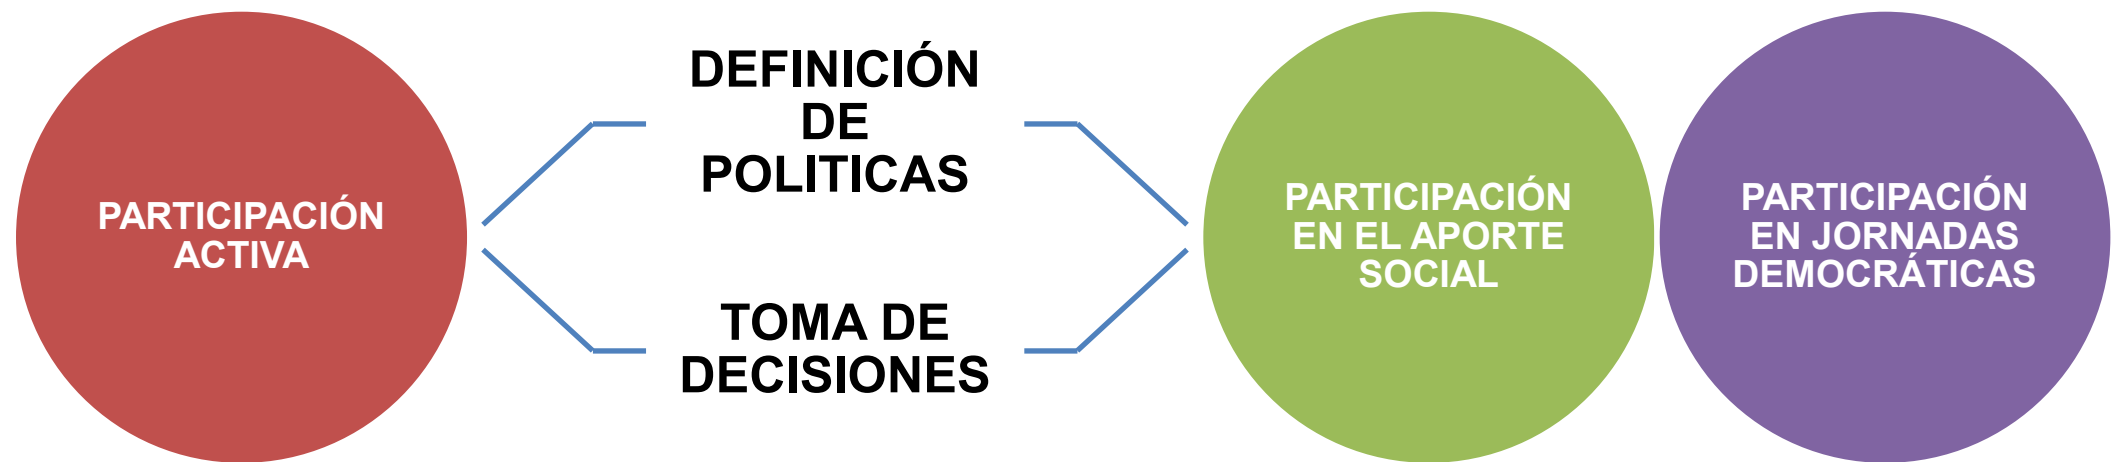 PARTICIPACIÓN
ACTIVA
DEFINICIÓN
DE
POLITICAS
TOMA DE
DECISIONES
PARTICIPACIÓN
EN EL APORTE
SOCIAL
PARTICIPACIÓN
EN JORNADAS
DEMOCRÁTICAS